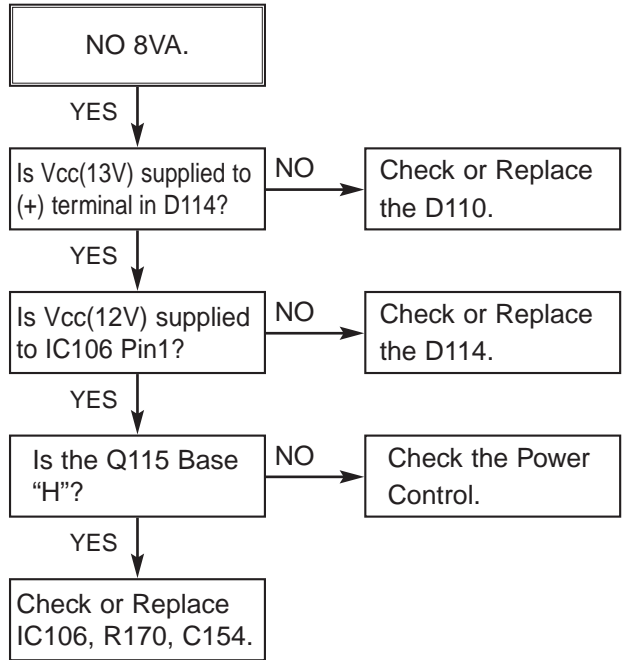 NO 8VA.
YES
Is Vcc(13V) supplied to
(+) terminal in D114?
NO
Check or Replace
the D110.
YES
Is Vcc(12V) supplied
to IC106 Pin1?
NO
Check or Replace
the D114.
YES
Is the Q115 Base
“H”?
NO
Check the Power
Control.
YES
Check or Replace
IC106, R170, C154.